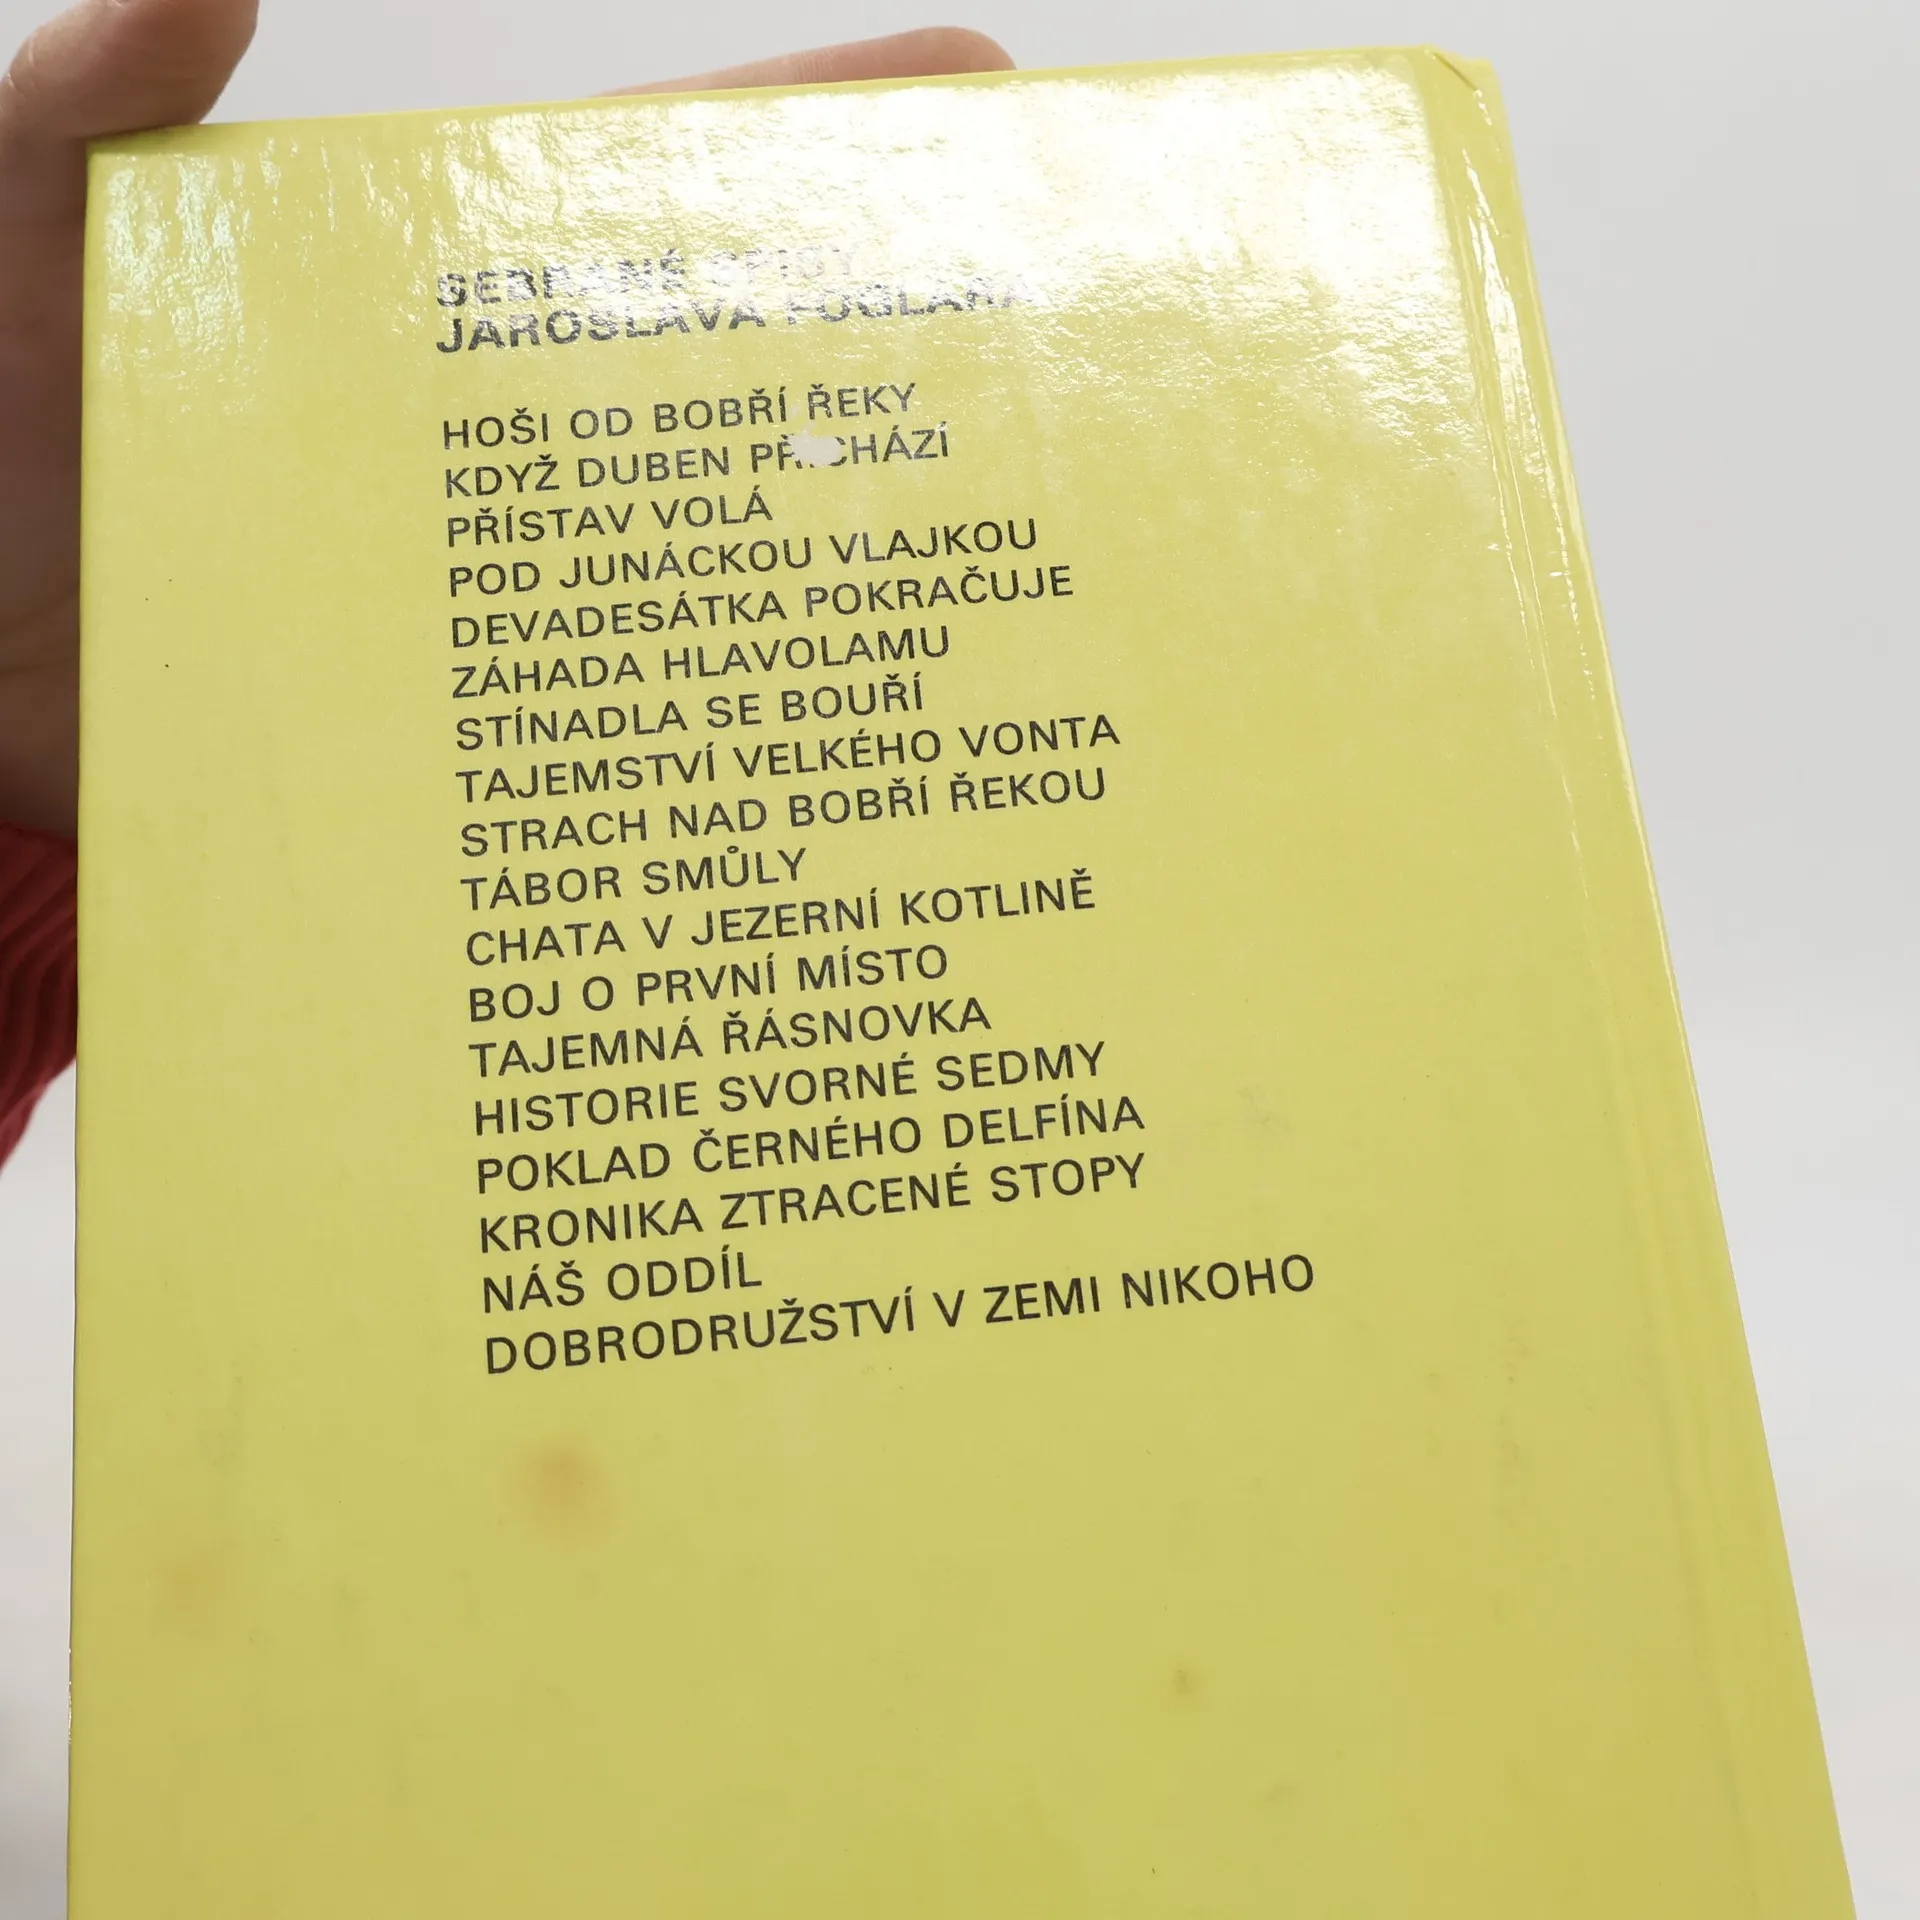 SEBRANÉ SPISY
JAROSLAVA FOGLARA
HOŠI OD BOBŘÍ ŘEKY
KDYŽ DUBEN PŘICHÁZÍ
PŘÍSTAV VOLÁ
POD JUNÁCKOU VLAJKOU
DEVADESÁTKA POKRAČUJE
ZÁHADA HLAVOLAMU
STÍNADLA SE BOUŘÍ
TAJEMSTVÍ VELKÉHO VONTA
STRACH NAD BOBŘÍ ŘEKOU
TÁBOR SMŮLY
CHATA V JEZERNÍ KOTLINĚ
BOJ O PRVNÍ MÍSTO
TAJEMNÁ ŘÁSNOVKA
HISTORIE SVORNÉ SEDMY
POKLAD ČERNÉHO DELFÍNA
KRONIKA ZTRACENÉ STOPY
NÁŠ ODDÍL
DOBRODRUŽSTVÍ V ZEMI NIKOHO